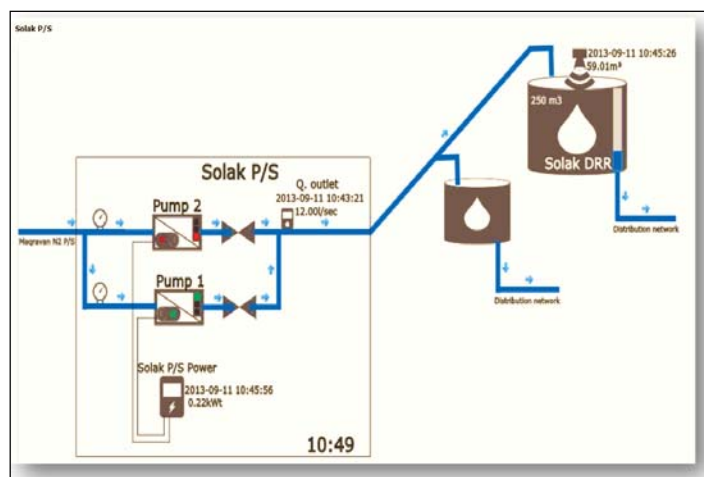 Solak P/S
2013-09-11 10:45:26
59.01m³
250 m3
Solak DRR
Solak P/S
Q. outlet
2013-09-11 10:43:21
12.00l/sec
Pump 2
Maqravan N2 P/S
Distribution network
Pump 1
Distribution network
Solak P/S Power
2013-09-11 10:45:56
0.22kWt
10:49